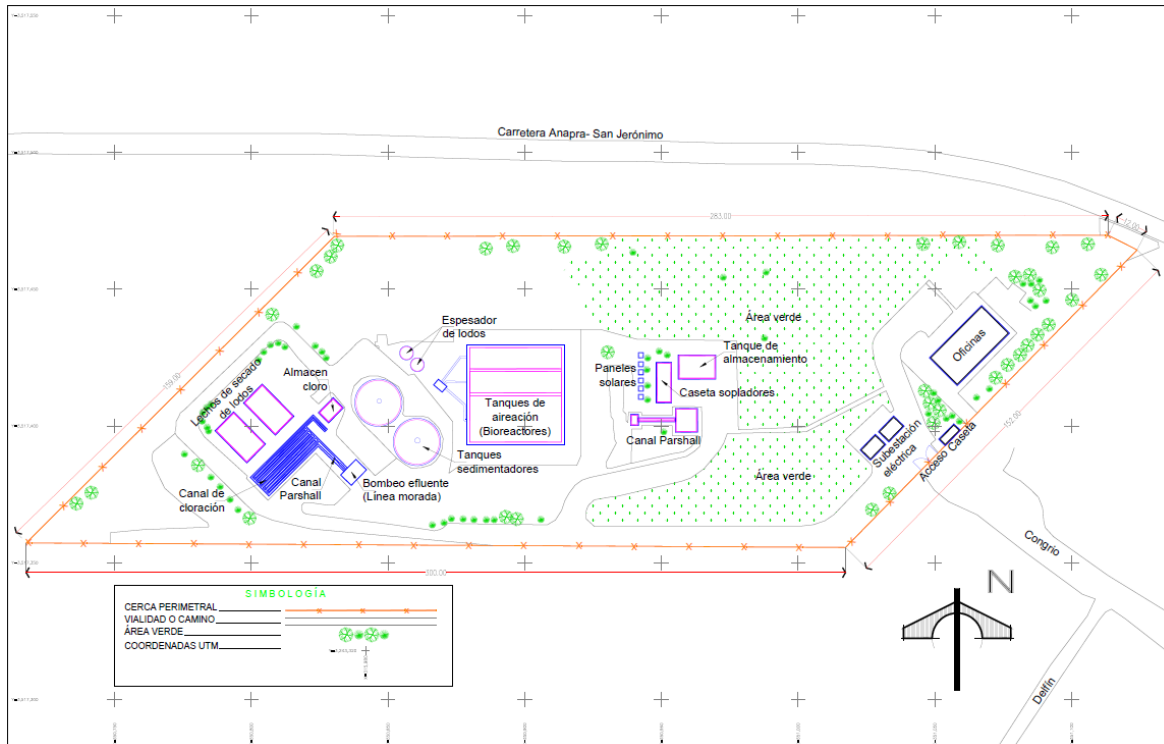 Carretera Anapra- San Jerónimo
283.00
12.00
159.00
Espesador
de lodos
Área verde
Tanque de
almacenamiento
Oficinas
Almacen
cloro
Paneles
solares
Lechos de secado
de lodos
Caseta sopladores
Tanques de
aireación
(Bioreactores)
152.00
Canal Parshall
Tanques
sedimentadores
Subestación
eléctrica
Acceso Caseta
Área verde
Canal
Parshall
Bombeo efluente
(Línea morada)
Canal de
cloración
Congrio
300.00
N
SIMBOLOGÍA
CERCA PERIMETRAL
VIALIDAD O CAMINO
ÁREA VERDE
COORDENADAS UTM
Delfín